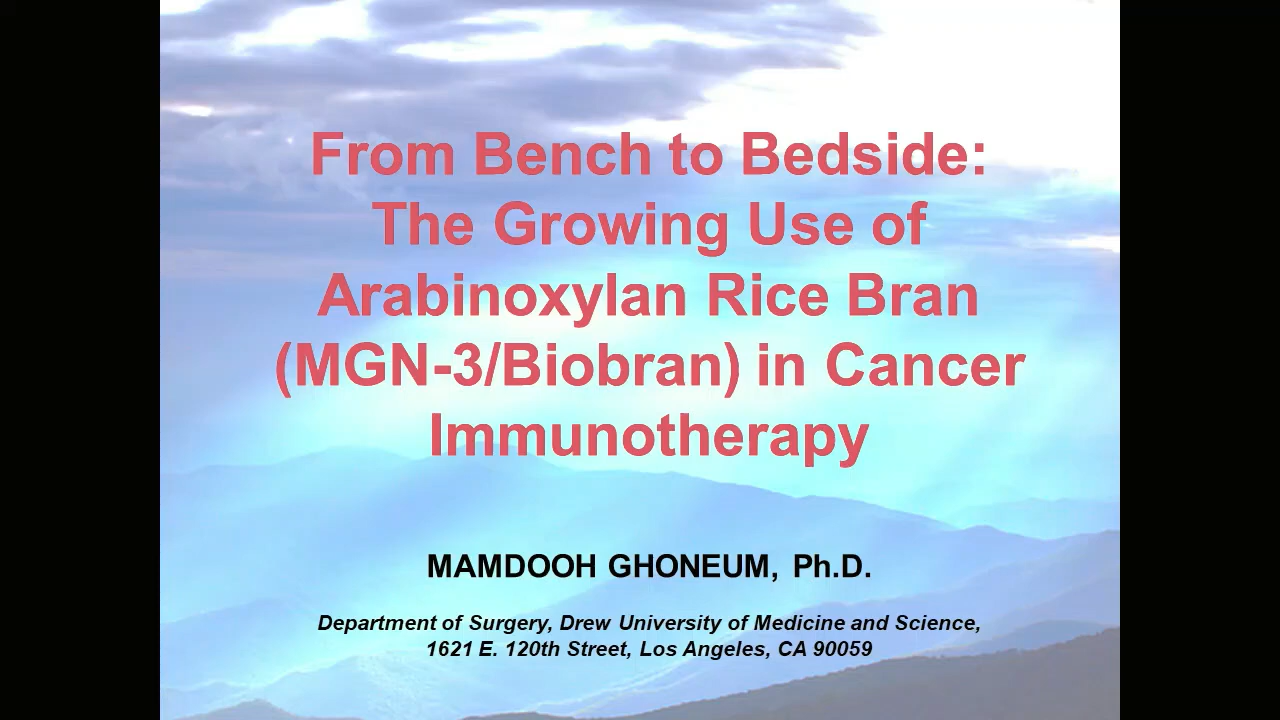 From Bench to Bedside:
The Growing Use of
Arabinoxylan Rice Bran
(MGN-3/Biobran) in Cancer
Immunotherapy
MAMDOOH GHONEUM, Ph.D.
Department of Surgery, Drew University of Medicine and Science,
1621 E. 120th Street, Los Angeles, CA 90059